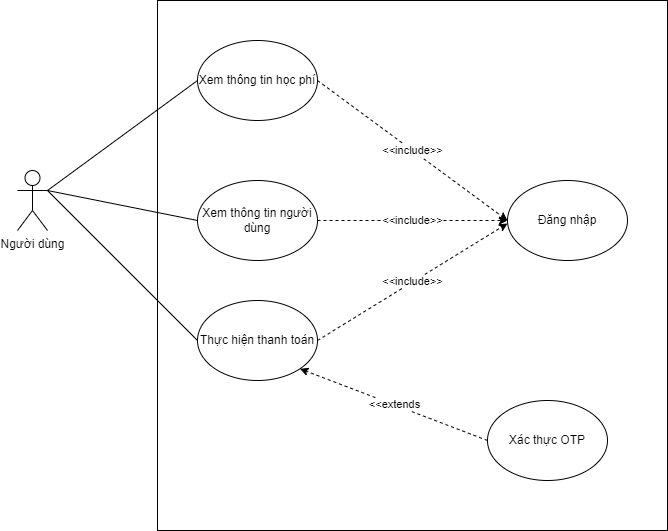 Xem thông tin học phí
<<include>>
Xem thông tin người
dùng
<<include>>
Đăng nhập
Người dùng
<<include>>
Thực hiện thanh toán
<<extends
Xác thực OTP